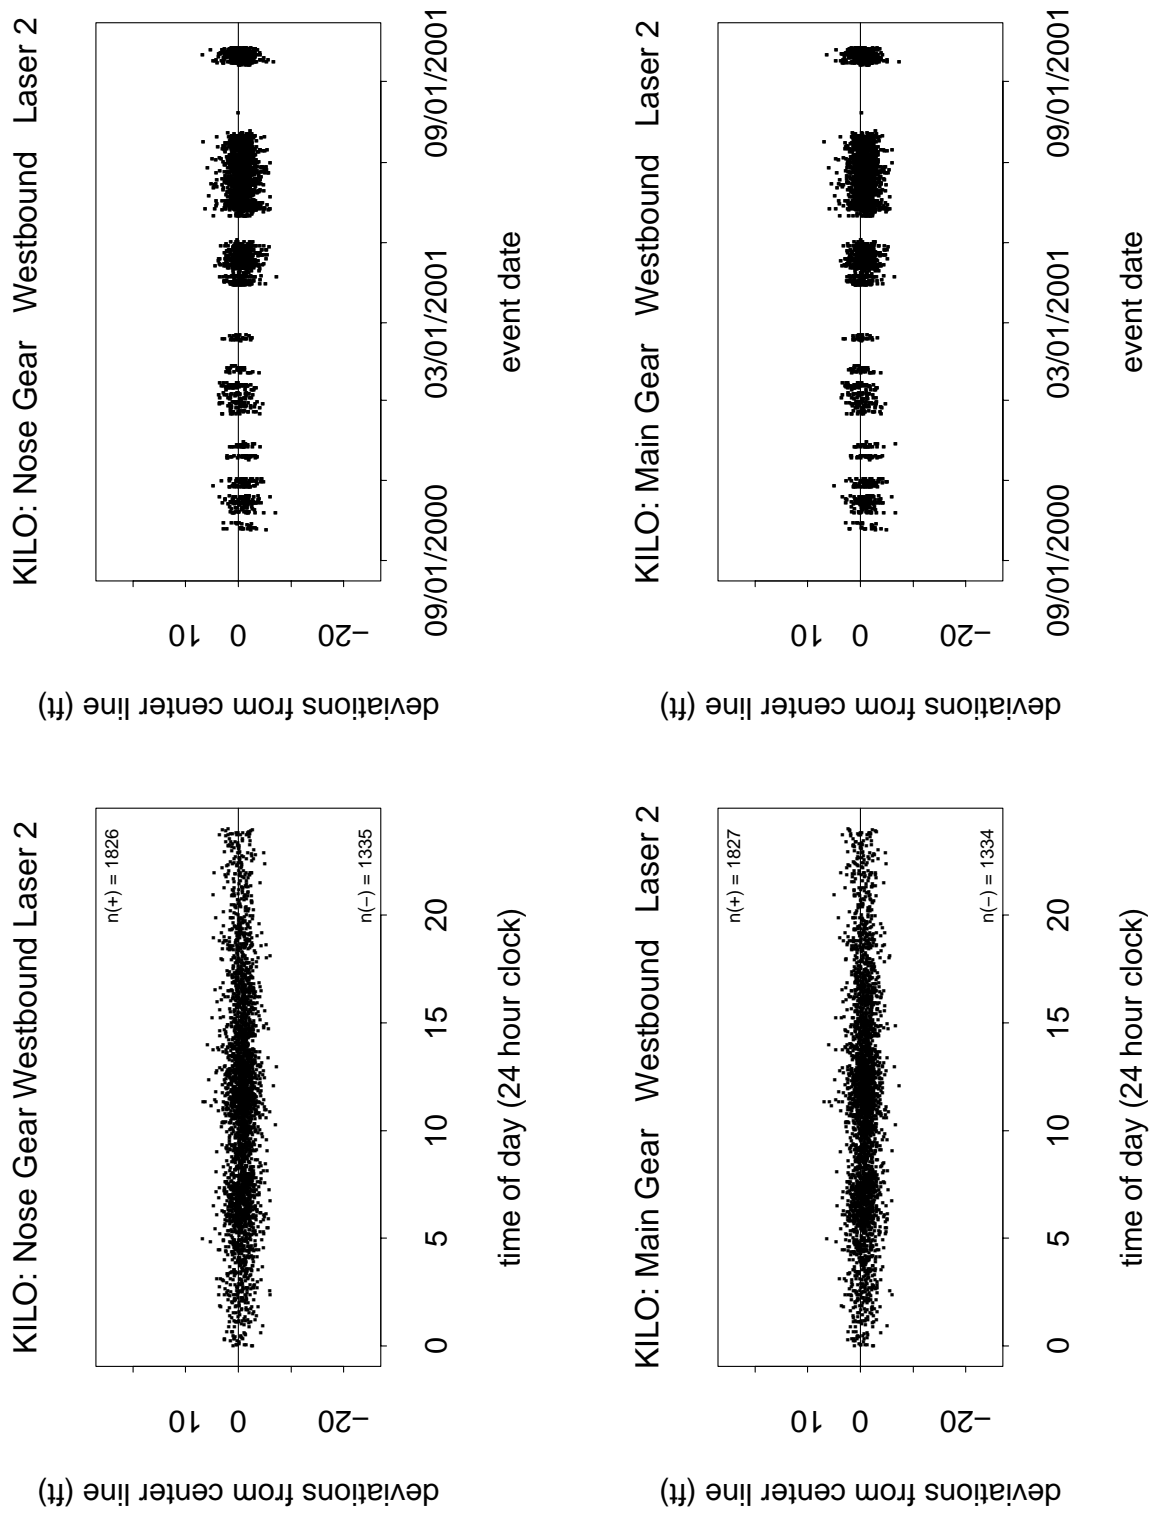 KILO: Nose Gear Westbound Laser 2
deviations from center line (ft)
10
0
−20
n(+) = 1826
n(−) = 1335
0 5 10 15 20
time of day (24 hour clock)
KILO: Nose Gear Westbound Laser 2
deviations from center line (ft)
10
0
−20
09/01/2000 03/01/2001 09/01/2001
event date
KILO: Main Gear Westbound Laser 2
deviations from center line (ft)
10
0
−20
n(+) = 1827
n(−) = 1334
0 5 10 15 20
time of day (24 hour clock)
KILO: Main Gear Westbound Laser 2
deviations from center line (ft)
10
0
−20
09/01/2000 03/01/2001 09/01/2001
event date